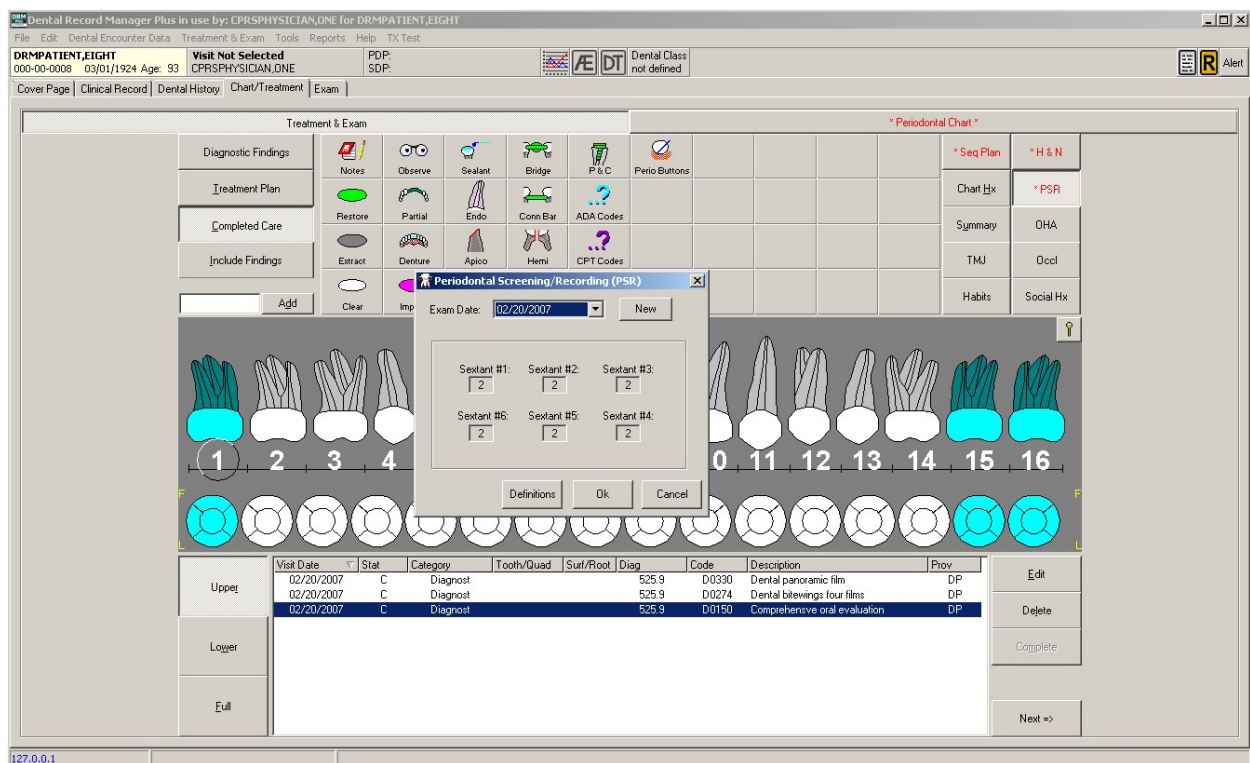 Dental Record Manager Plus in use by: CPRSPHYSICIAN,ONE for DRMPATIENT,EIGHT
File Edit Dental Encounter Data Treatment & Exam Tools Reports Help TX Test
DRMPATIENT,EIGHT Visit Not Selected PDP: Dental Class
000-00-0008 03/01/1924 Age: 93 CPRSPHYSICIAN,ONE SDP: not defined
Æ DT R Alert
Cover Page Clinical Record Dental History Chart/Treatment Exam
Treatment & Exam * Periodontal Chart *
Diagnostic Findings Notes Observe Sealant Bridge P & C Perio Buttons * Seq Plan * H & N
Treatment Plan Restore Partial Endo Conn Bar ADA Codes Chart Hx * PSR
Completed Care Extract Denture Apico Hemi CPT Codes Summary OHA
Include Findings TMJ Occl
Add Clear Imp Habits Social Hx
Periodontal Screening/Recording (PSR)
Exam Date: 02/20/2007 New
Sextant #1: Sextant #2: Sextant #3:
2 2 2
Sextant #6: Sextant #5: Sextant #4:
2 2 2
Definitions Ok Cancel
1 2 3 4 0 11 12 13 14 15 16
F F
L L
Visit Date Stat Category Tooth/Quad Surf/Root Diag Code Description Prov
02/20/2007 C Diagnost 525.9 D0330 Dental panoramic film DP
02/20/2007 C Diagnost 525.9 D0274 Dental bitewings four films DP
02/20/2007 C Diagnost 525.9 D0150 Comprehensve oral evaluation DP
Upper
Lower
Full
Edit
Delete
Complete
Next =>
127.0.0.1